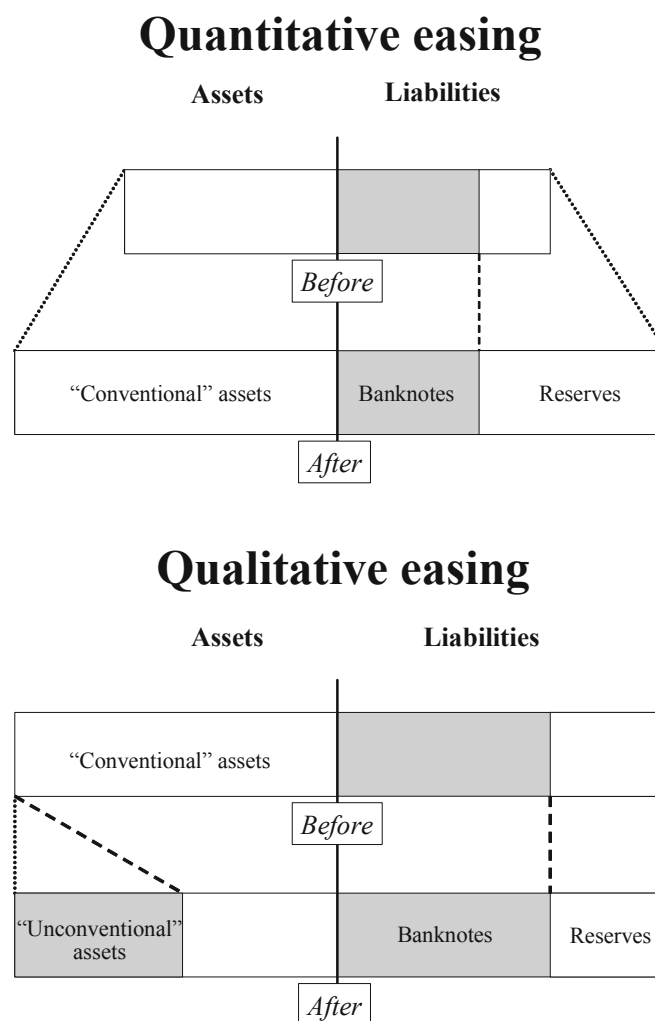 Quantitative easing
Assets
Liabilities
Before
“Conventional” assets
Banknotes
Reserves
After
Qualitative easing
Assets
Liabilities
“Conventional” assets
Before
“Unconventional”
assets
Banknotes
Reserves
After